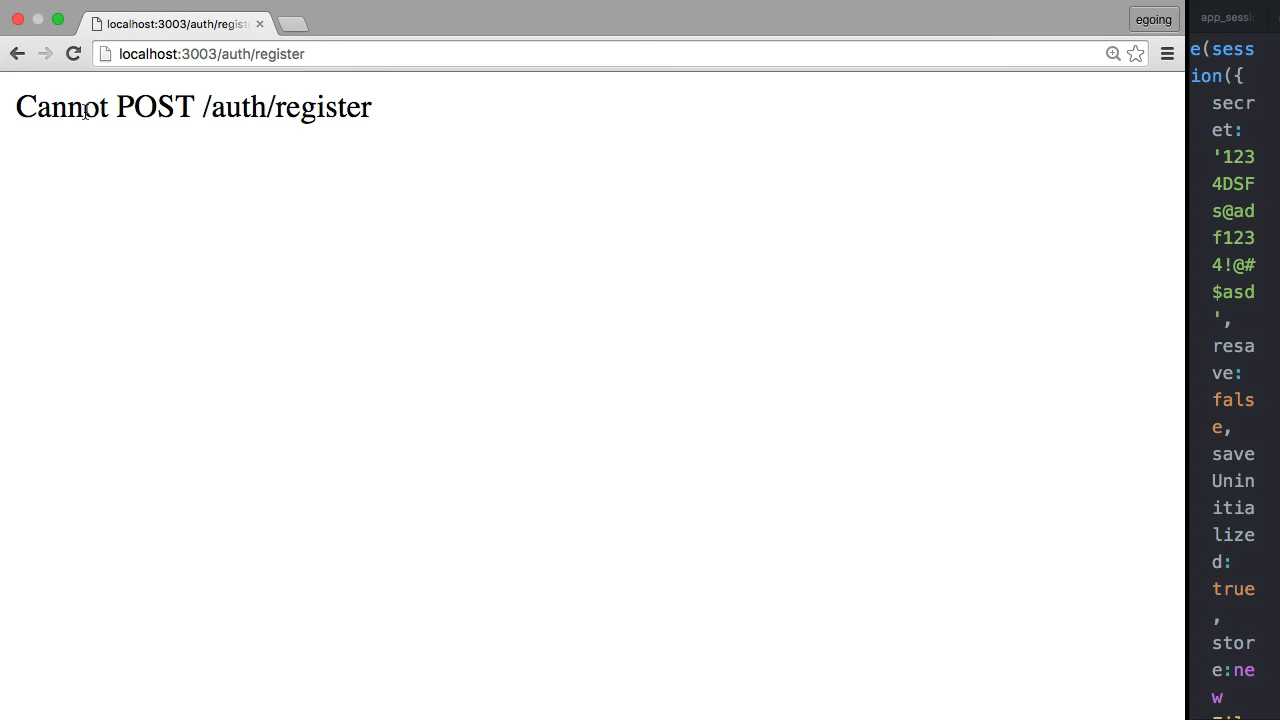 localhost:3003/auth/regist
egoing
localhost:3003/auth/register
Cannot POST /auth/register
app_sessi
e(sess
ion({
secr
et:
'123
4DSF
s@ad
f123
4!@#
$asd
',
resa
ve:
fals
e,
save
Unin
itia
lize
d:
true
,
stor
e:ne
w